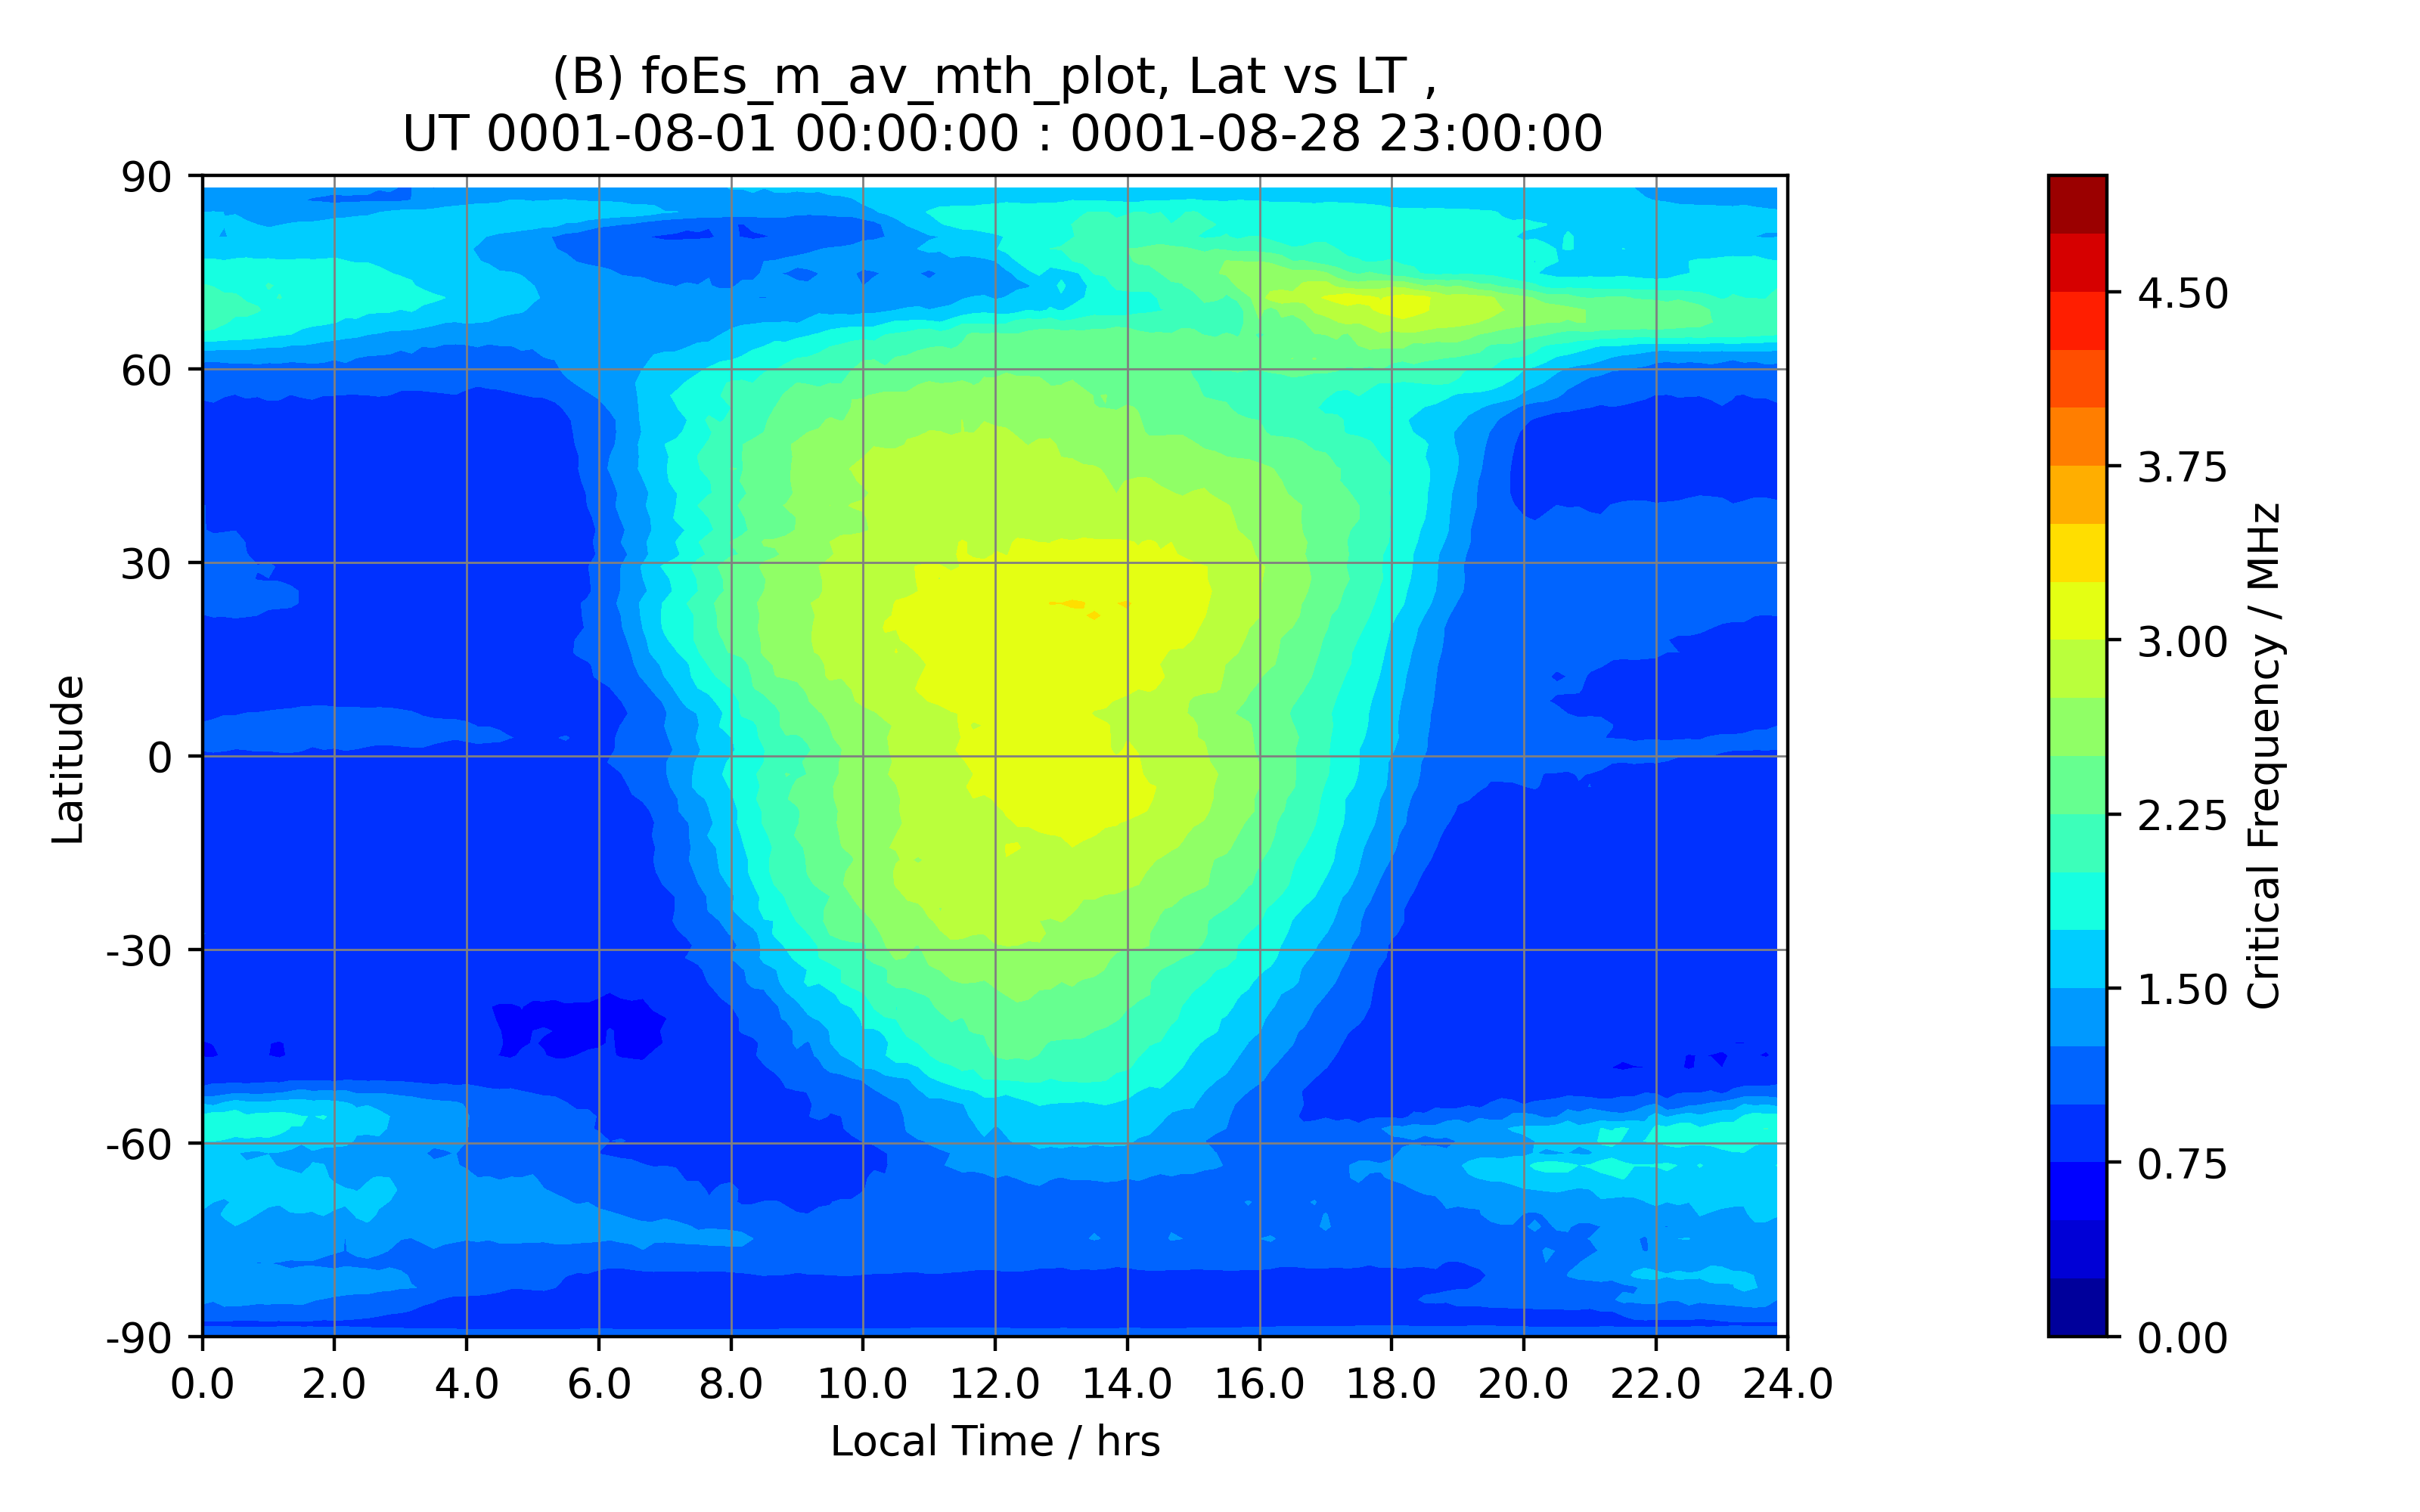 (B) foEs_m_av_mth_plot, Lat vs LT ,
UT 0001-08-01 00:00:00 : 0001-08-28 23:00:00
90
60
30
0
-30
-60
-90
Latitude
0.0 2.0 4.0 6.0 8.0 10.0 12.0 14.0 16.0 18.0 20.0 22.0 24.0
Local Time / hrs
4.50
3.75
3.00
2.25
1.50
0.75
0.00
Critical Frequency / MHz